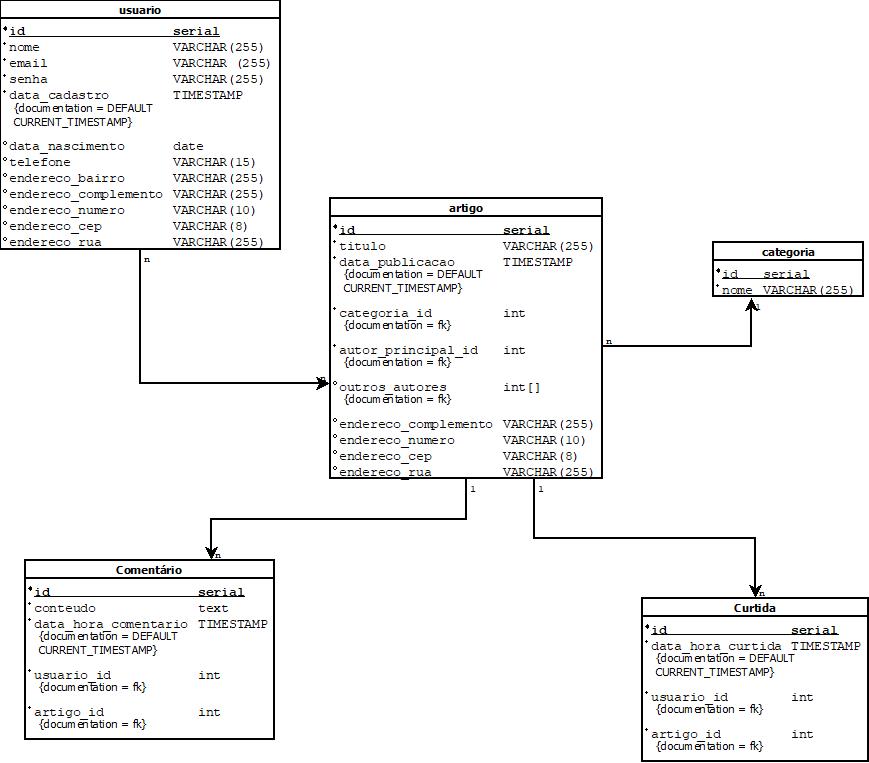 usuario
id serial
nome VARCHAR(255)
email VARCHAR (255)
senha VARCHAR(255)
data_cadastro TIMESTAMP
{documentation = DEFAULT
CURRENT_TIMESTAMP}
data_nascimento date
telefone VARCHAR(15)
endereco_bairro VARCHAR(255)
endereco_complemento VARCHAR(255)
endereco_numero VARCHAR(10)
endereco_cep VARCHAR(8)
endereco_rua VARCHAR(255)
n
n
artigo
id serial
titulo VARCHAR(255)
data_publicacao TIMESTAMP
{documentation = DEFAULT
CURRENT_TIMESTAMP}
categoria_id int
{documentation = fk}
autor_principal_id int
{documentation = fk}
outros_autores int[]
{documentation = fk}
endereco_complemento VARCHAR(255)
endereco_numero VARCHAR(10)
endereco_cep VARCHAR(8)
endereco_rua VARCHAR(255)
categoria
id serial
nome VARCHAR(255)
1
n
1
1
n
n
Comentário
id serial
conteudo text
data_hora_comentario TIMESTAMP
{documentation = DEFAULT
CURRENT_TIMESTAMP}
usuario_id int
{documentation = fk}
artigo_id int
{documentation = fk}
Curtida
id serial
data_hora_curtida TIMESTAMP
{documentation = DEFAULT
CURRENT_TIMESTAMP}
usuario_id int
{documentation = fk}
artigo_id int
{documentation = fk}